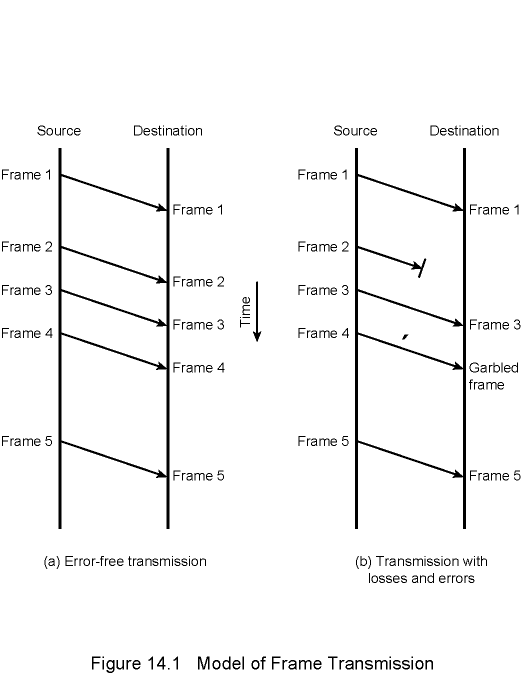 Source
Destination
Frame 1
Frame 1
Frame 2
Frame 2
Frame 3
Frame 3
Frame 4
Frame 4
Frame 5
Frame 5
(a) Error-free transmission
Time
Source
Destination
Frame 1
Frame 1
Frame 2
Frame 3
Frame 3
Frame 4
Garbled
frame
Frame 5
Frame 5
(b) Transmission with
losses and errors
Figure 14.1 Model of Frame Transmission